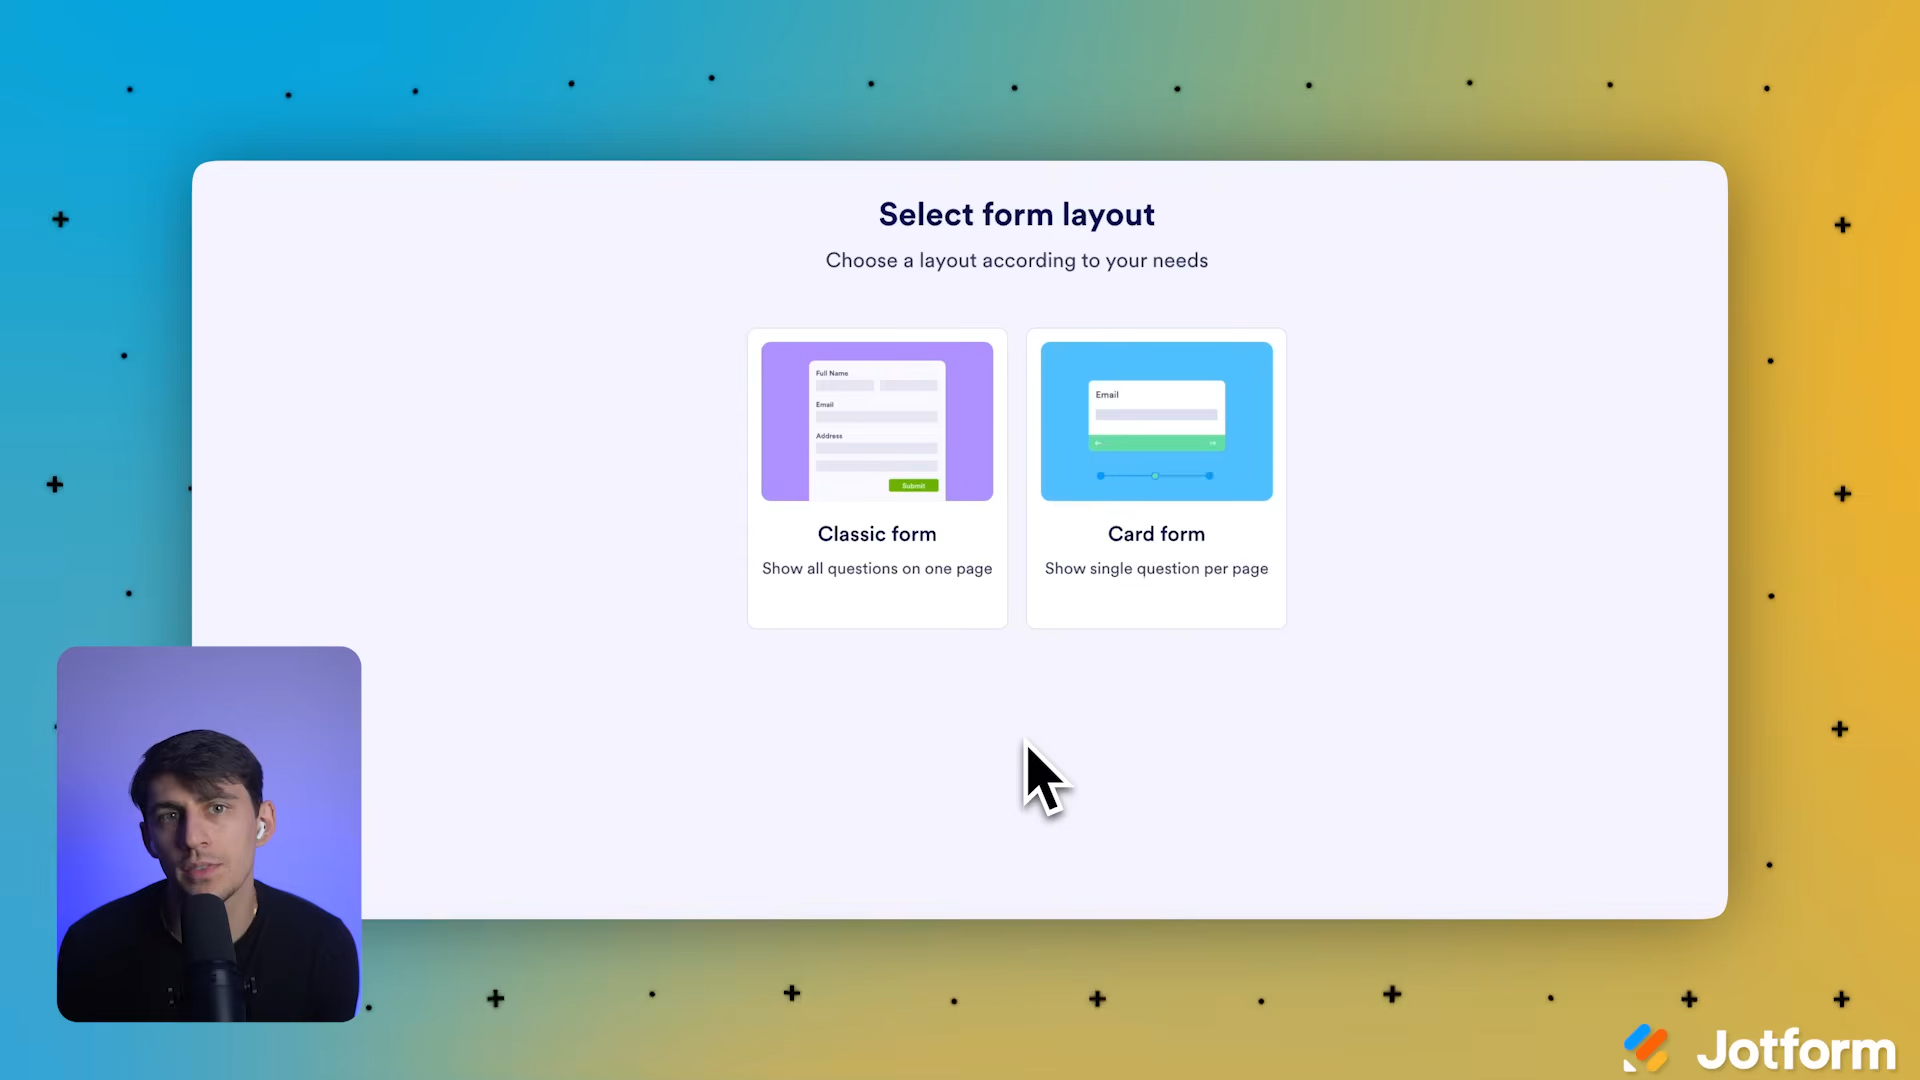 Select form layout
Choose a layout according to your needs
Full Name
Email
Address
Submit
Classic form
Show all questions on one page
Email
Card form
Show single question per page
Jotform